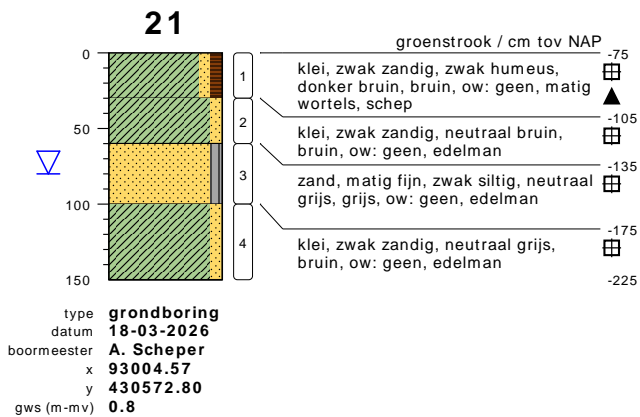 21
groenstrook / cm tov NAP
0
-75
1
klei, zwak zandig, zwak humeus,
donker bruin, bruin, ow: geen, matig
wortels, schep
-105
50
2
klei, zwak zandig, neutraal bruin,
bruin, ow: geen, edelman
-135
3
zand, matig fijn, zwak siltig, neutraal
grijs, grijs, ow: geen, edelman
100
-175
4
klei, zwak zandig, neutraal grijs,
bruin, ow: geen, edelman
150
-225
type grondboring
datum 18-03-2026
boormeester A. Scheper
x 93004.57
y 430572.80
gws (m-mv) 0.8